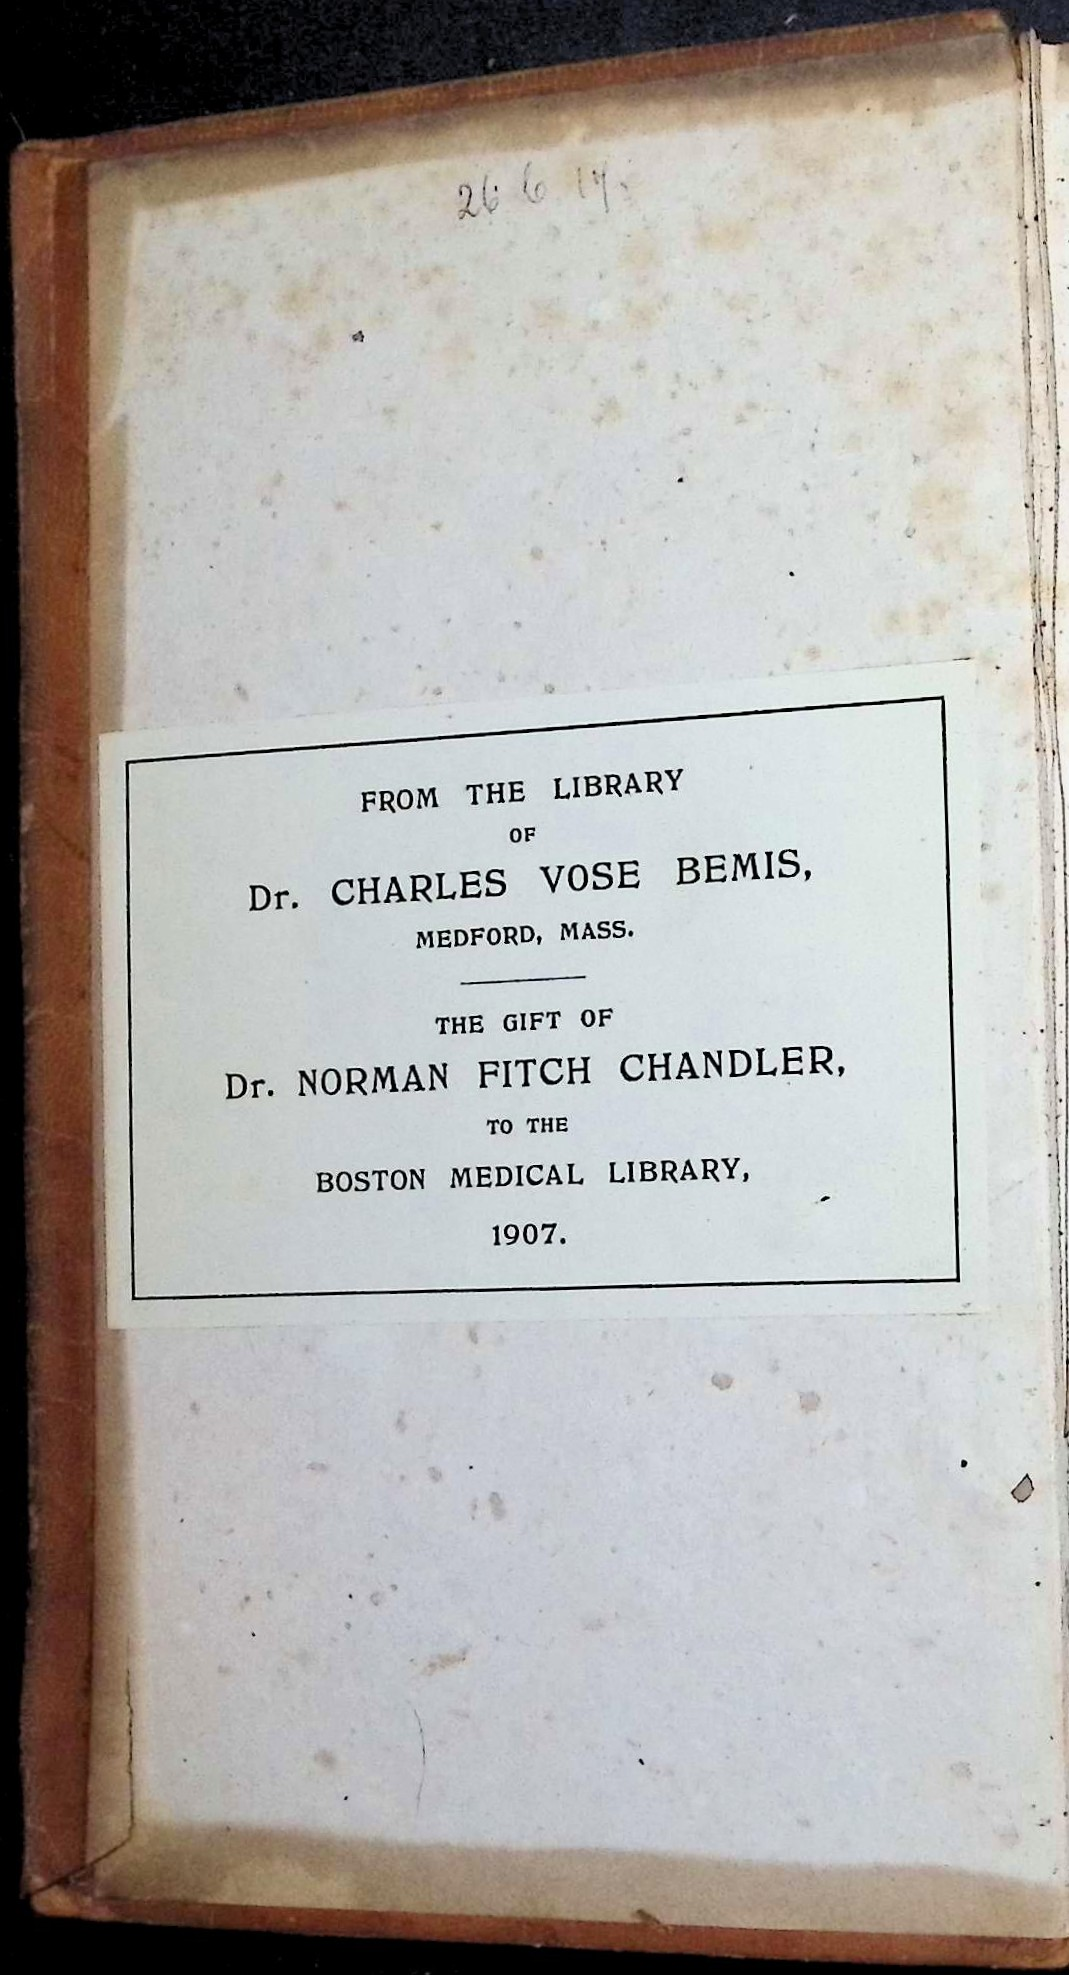 26 6 17.
FROM THE LIBRARY
OF
Dr. CHARLES VOSE BEMIS,
MEDFORD, MASS.
THE GIFT OF
Dr. NORMAN FITCH CHANDLER,
TO THE
BOSTON MEDICAL LIBRARY,
1907.